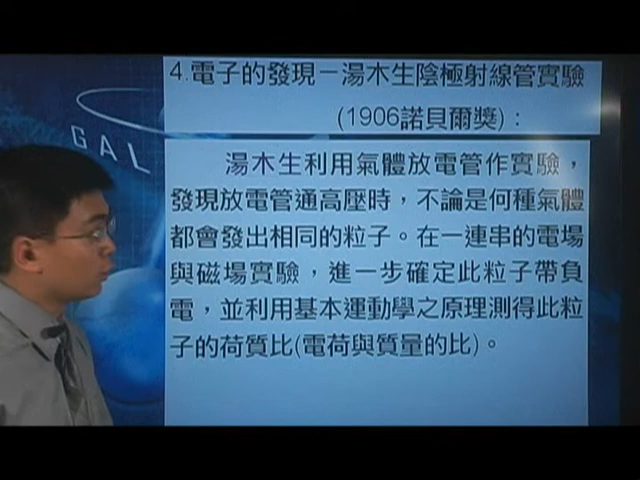 4.電子的發現－湯木生陰極射線管實驗
(1906諾貝爾獎)：
GAL
湯木生利用氣體放電管作實驗，
發現放電管通高壓時，不論是何種氣體
都會發出相同的粒子。在一連串的電場
與磁場實驗，進一步確定此粒子帶負
電，並利用基本運動學之原理測得此粒
子的荷質比(電荷與質量的比)。